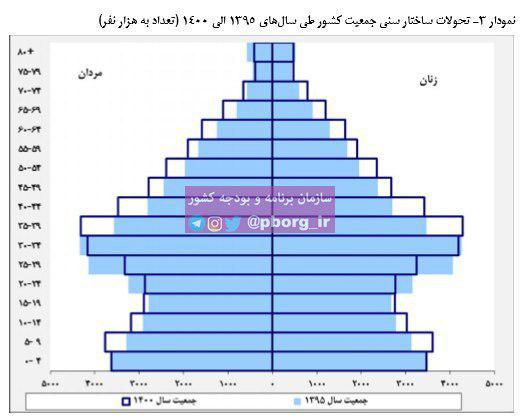 نمودار ۳- تحولات ساختار سنی جمعیت کشور طی سال‌های ۱۳۹۵ الی ۱۴۰۰ (تعداد به هزار نفر)
مردان
زنان
۸۰+
۷۵-۷۹
۷۰-۷۴
۶۵-۶۹
۶۰-۶۴
۵۵-۵۹
۵۰-۵۴
۴۵-۴۹
۴۰-۴۴
۳۵-۳۹
۳۰-۳۴
۲۵-۲۹
۲۰-۲۴
۱۵-۱۹
۱۰-۱۴
۵-۹
۰-۴
سازمان برنامه و بودجه کشور
@pborg_ir
۵۰۰۰ ۴۰۰۰ ۳۰۰۰ ۲۰۰۰ ۱۰۰۰ ۰ ۱۰۰۰ ۲۰۰۰ ۳۰۰۰ ۴۰۰۰ ۵۰۰۰
جمعیت سال ۱۳۹۵
جمعیت سال ۱۴۰۰